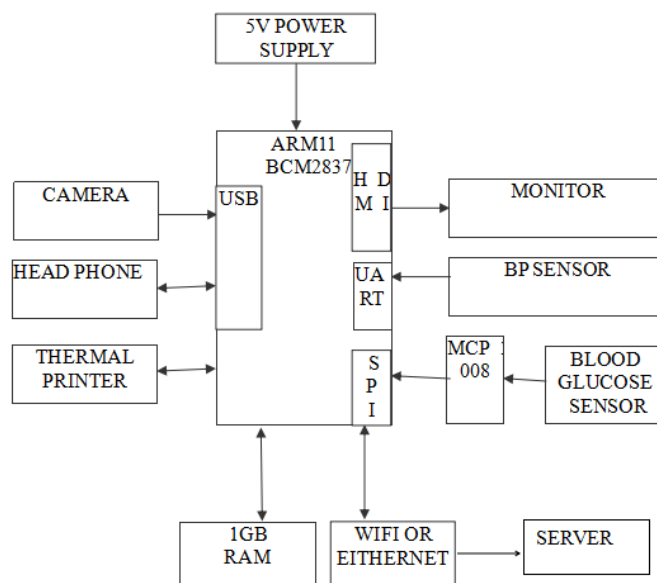 5V POWER
SUPPLY
ARM11
BCM2837
CAMERA
USB
H D
M I
MONITOR
HEAD PHONE
UA
RT
BP SENSOR
THERMAL
PRINTER
S
P
I
MCP
008
BLOOD
GLUCOSE
SENSOR
1GB
RAM
WIFI OR
EITHERNET
SERVER